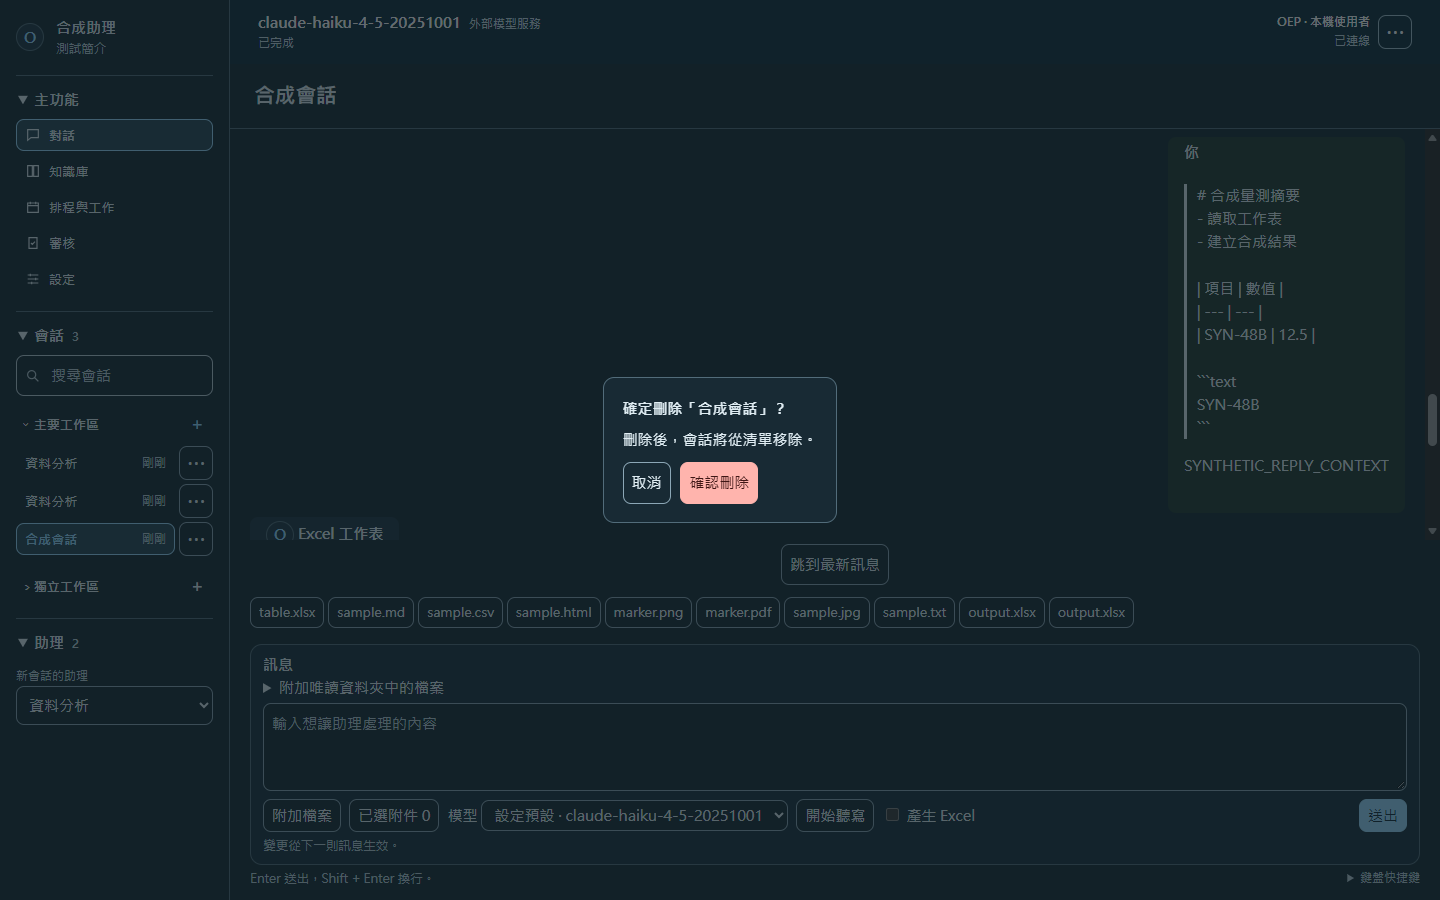 O
合成助理
測試簡介
▼ 主功能
對話
知識庫
排程與工作
審核
設定
▼ 會話 3
搜尋會話
主要工作區 +
資料分析 剛剛 ···
資料分析 剛剛 ···
合成會話 剛剛 ···
獨立工作區 +
▼ 助理 2
新會話的助理
資料分析
claude-haiku-4-5-20251001 外部模型服務
已完成
OEP · 本機使用者
已連線
···
合成會話
你
# 合成量測摘要
- 讀取工作表
- 建立合成結果
| 項目 | 數值 |
| --- | --- |
| SYN-48B | 12.5 |
```text
SYN-48B
```
SYNTHETIC_REPLY_CONTEXT
確定刪除「合成會話」？
刪除後，會話將從清單移除。
取消 確認刪除
O Excel 工作表
跳到最新訊息
table.xlsx sample.md sample.csv sample.html marker.png marker.pdf sample.jpg sample.txt output.xlsx output.xlsx
訊息
▶ 附加唯讀資料夾中的檔案
輸入想讓助理處理的內容
附加檔案 已選附件 0 模型 設定預設 · claude-haiku-4-5-20251001 開始聽寫 產生 Excel 送出
變更從下一則訊息生效。
Enter 送出，Shift + Enter 換行。
▶ 鍵盤快捷鍵